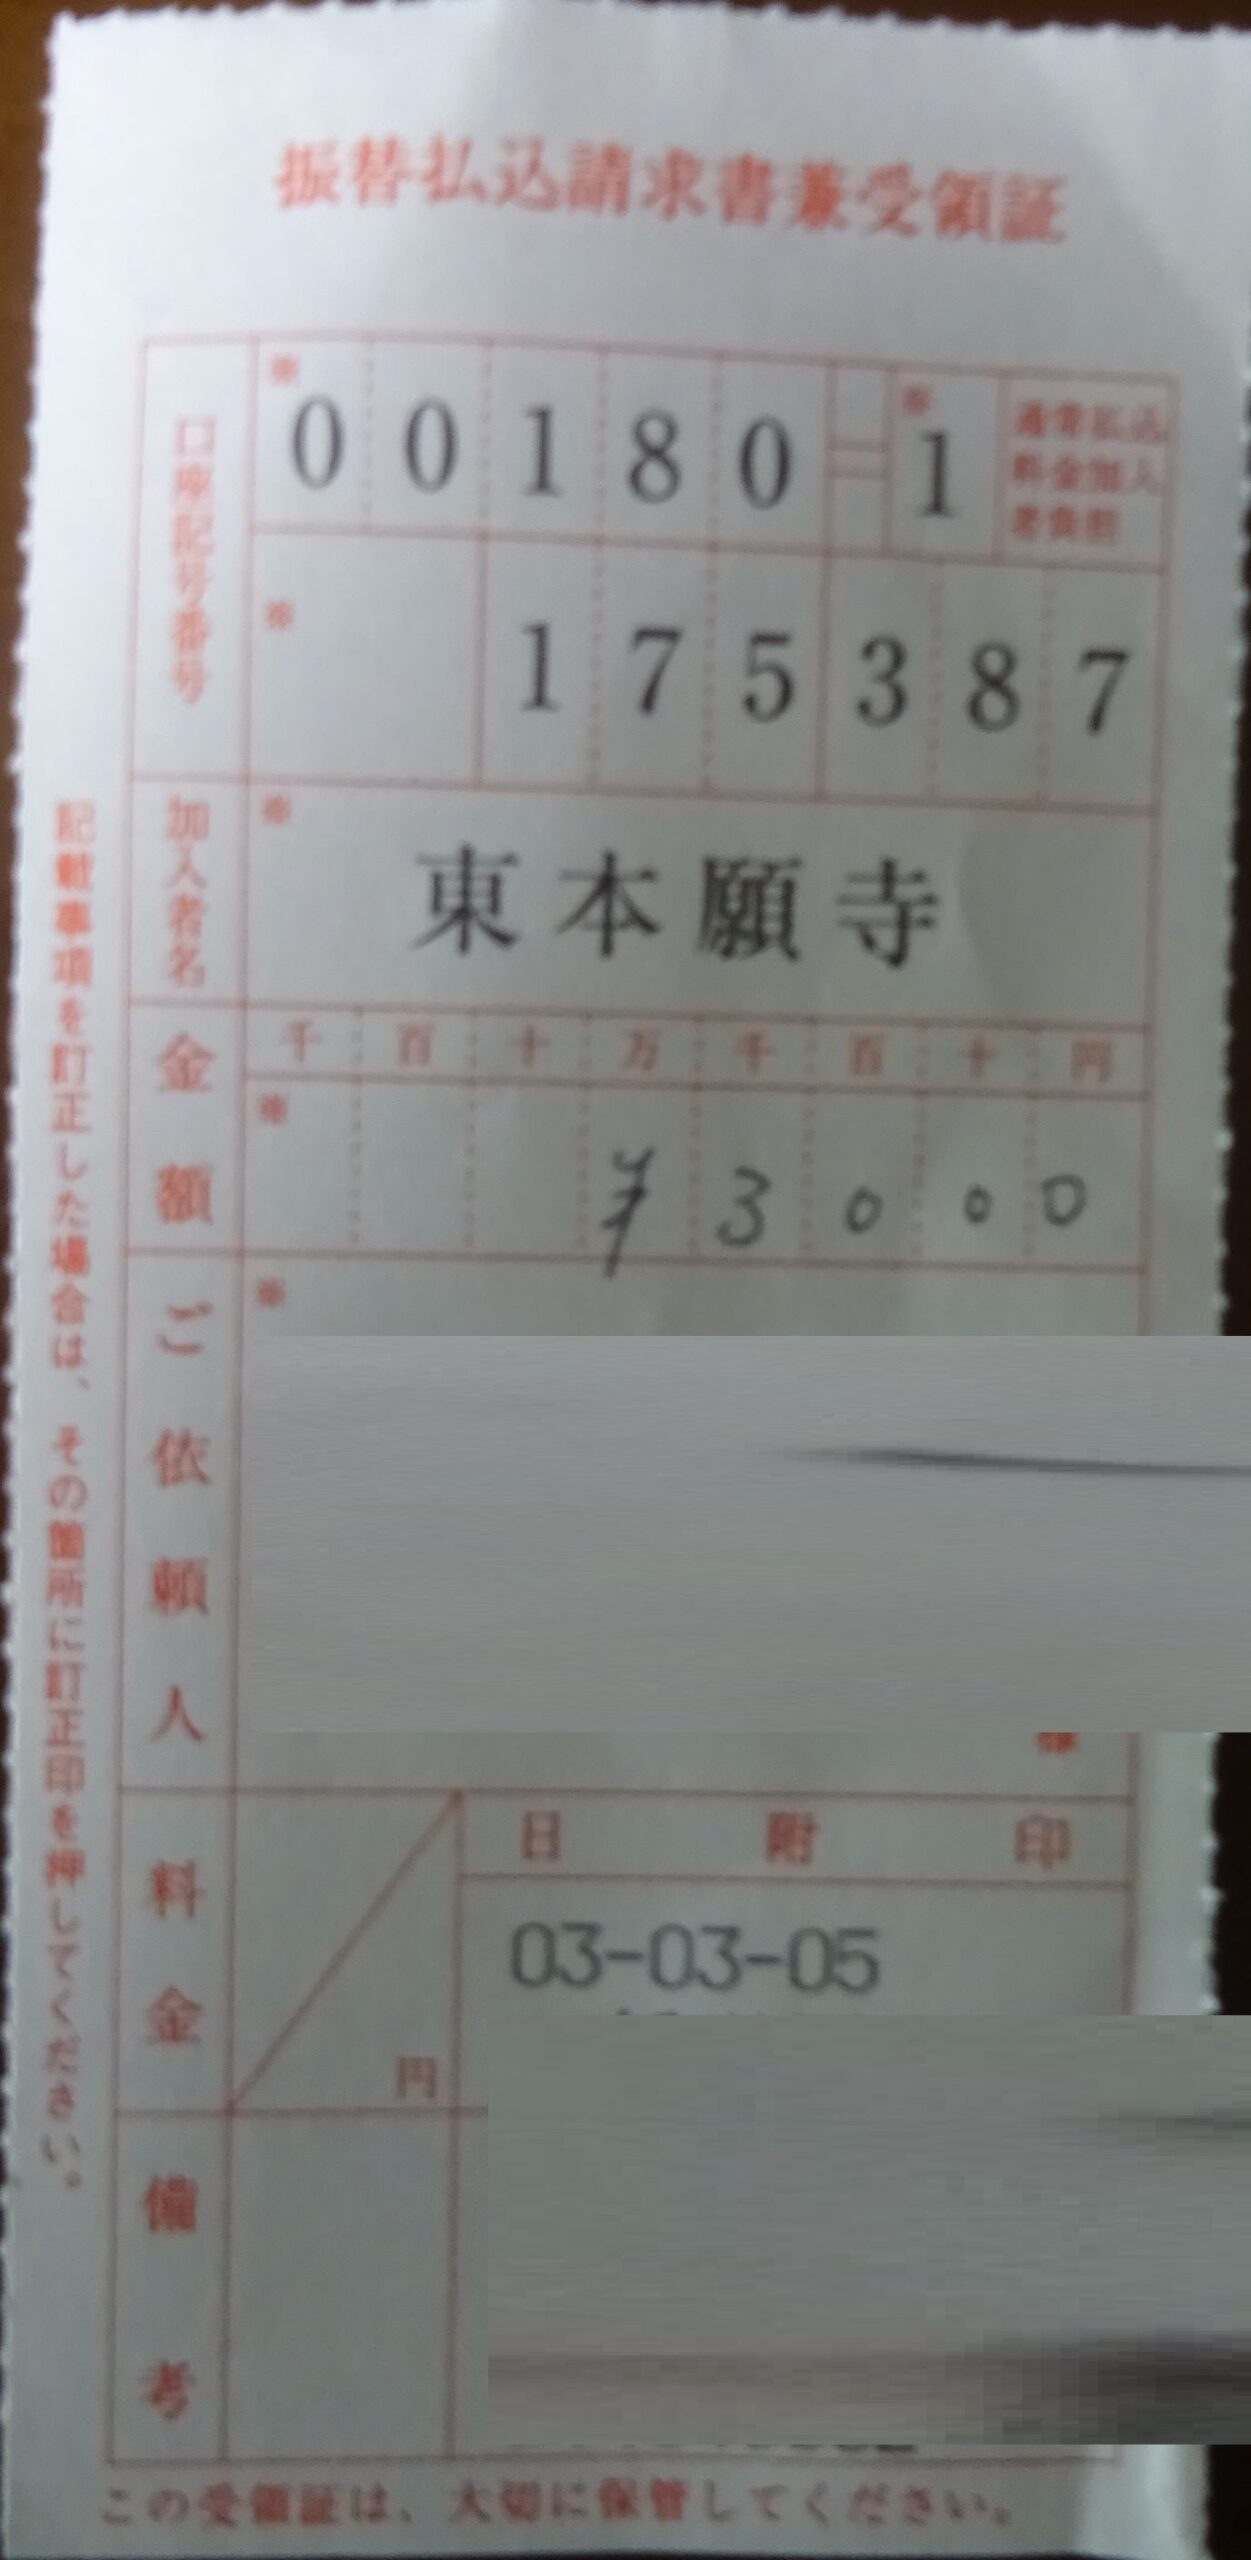 振替払込請求書兼受領証
口座記号番号
※
00180-1
※
通常払込
料金加入
者負担
※
175387
加入者名
※
東本願寺
金額
千百十万千百十円
※
¥3000
ご依頼人
※
様
料金
円
日附印
03-03-05
備考
記載事項を訂正した場合は、その箇所に訂正印を押してください。
この受領証は、大切に保管してください。